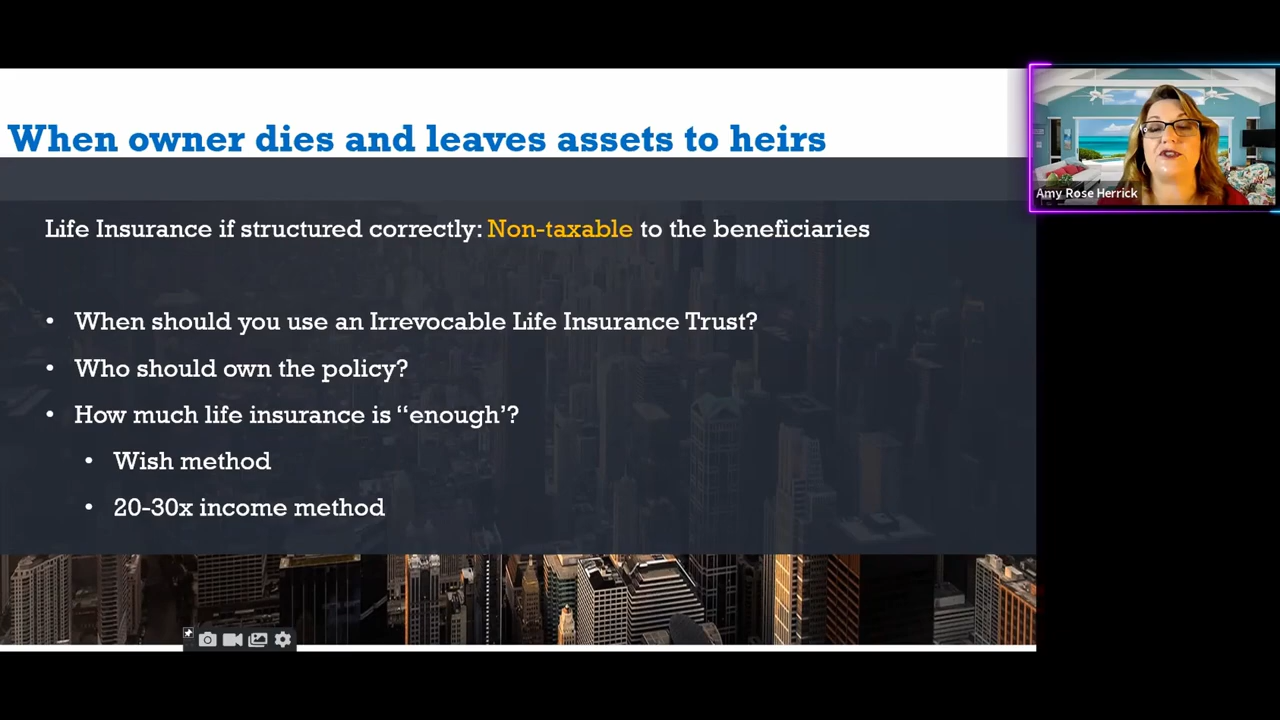 When owner dies and leaves assets to heirs
Amy Rose Herrick
Life Insurance if structured correctly: Non-taxable to the beneficiaries
• When should you use an Irrevocable Life Insurance Trust?
• Who should own the policy?
• How much life insurance is “enough’?
• Wish method
• 20-30x income method